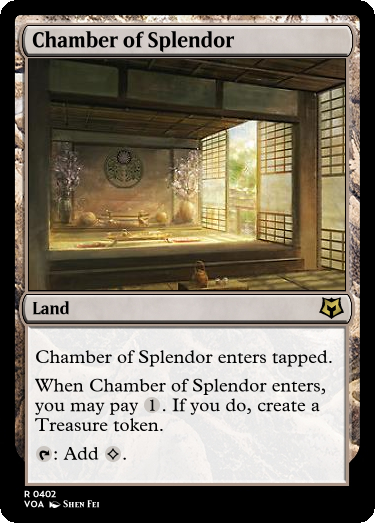 Chamber of Splendor
Land
Chamber of Splendor enters tapped.
When Chamber of Splendor enters,
you may pay 1. If you do, create a
Treasure token.
: Add .
R 0402
VOA Shen Fei